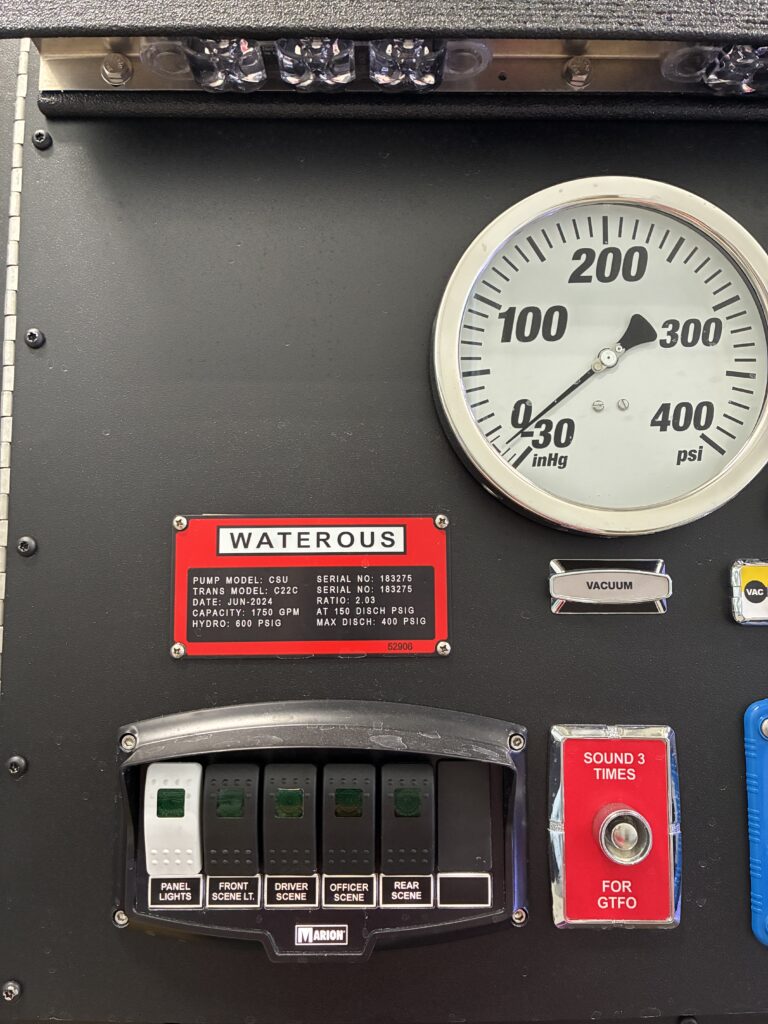 200
100
300
0
-30
400
inHg
psi
WATEROUS
PUMP MODEL: CSU SERIAL NO: 183275
TRANS MODEL: C22C SERIAL NO: 183275
DATE: JUN-2024 RATIO: 2.03
CAPACITY: 1750 GPM AT 150 DISCH PSIG
HYDRO: 600 PSIG MAX DISCH: 400 PSIG
52906
VACUUM
VAC
SOUND 3
TIMES
FOR
GTFO
PANEL
LIGHTS
FRONT
SCENE LT.
DRIVER
SCENE
OFFICER
SCENE
REAR
SCENE
MARION